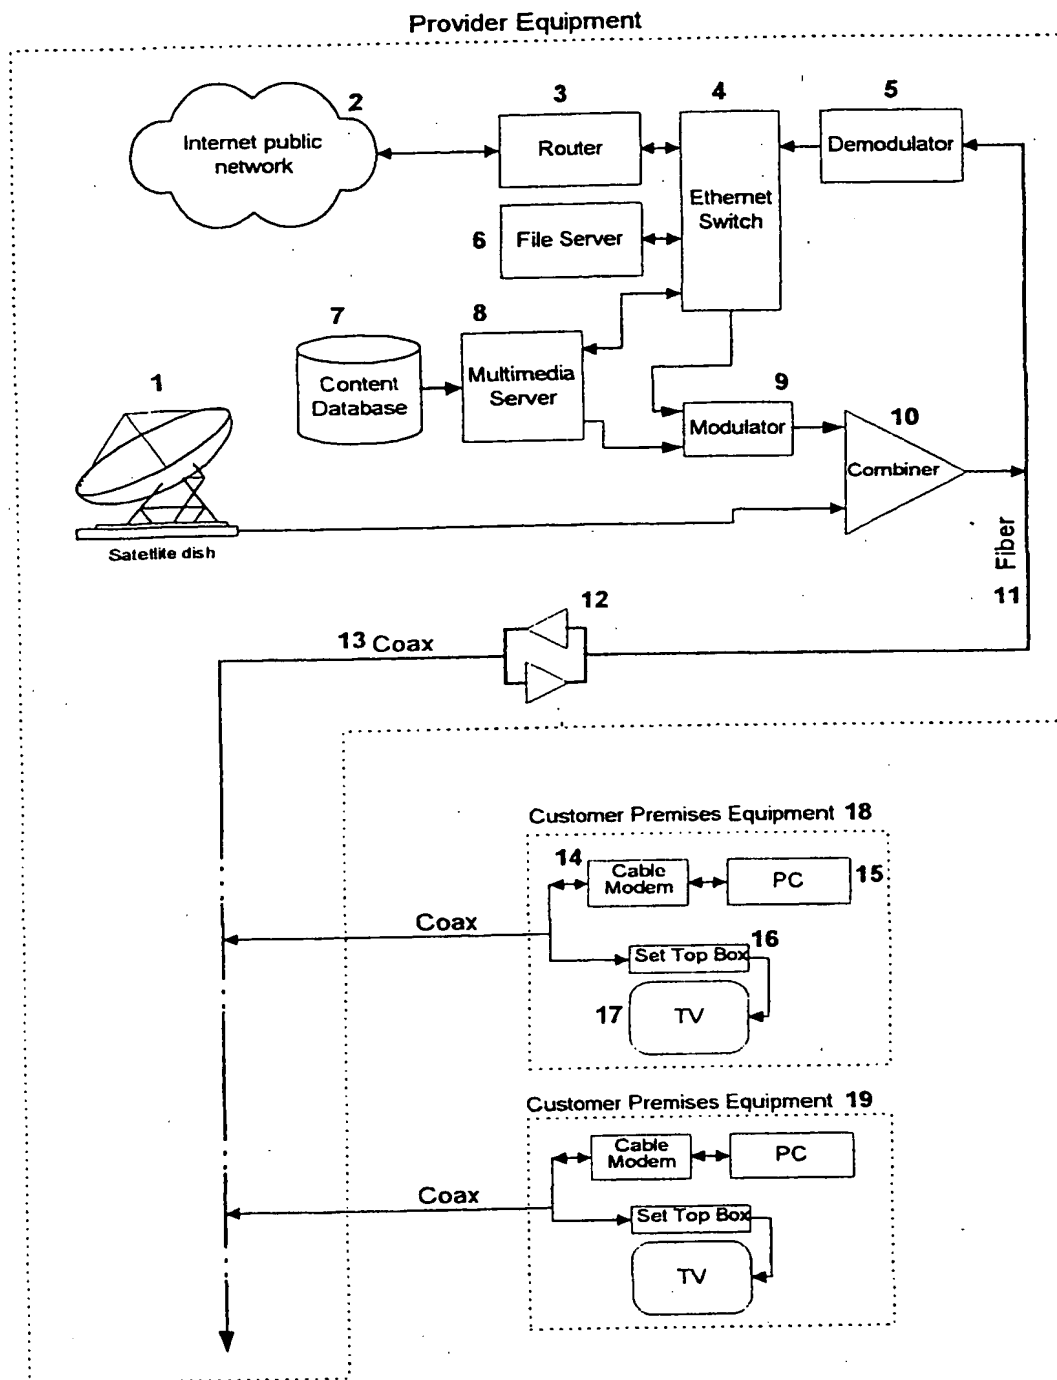 Provider Equipment
2
Internet public
network
3
Router
4
Ethernet
Switch
5
Demodulator
6
File Server
7
Content
Database
8
Multimedia
Server
9
Modulator
10
Combiner
1
Satetllite dish
Fiber
11
12
13 Coax
Customer Premises Equipment 18
14
Cable
Modem
PC
15
Coax
16
Set Top Box
17
TV
Customer Premises Equipment 19
Cable
Modem
PC
Coax
Set Top Box
TV